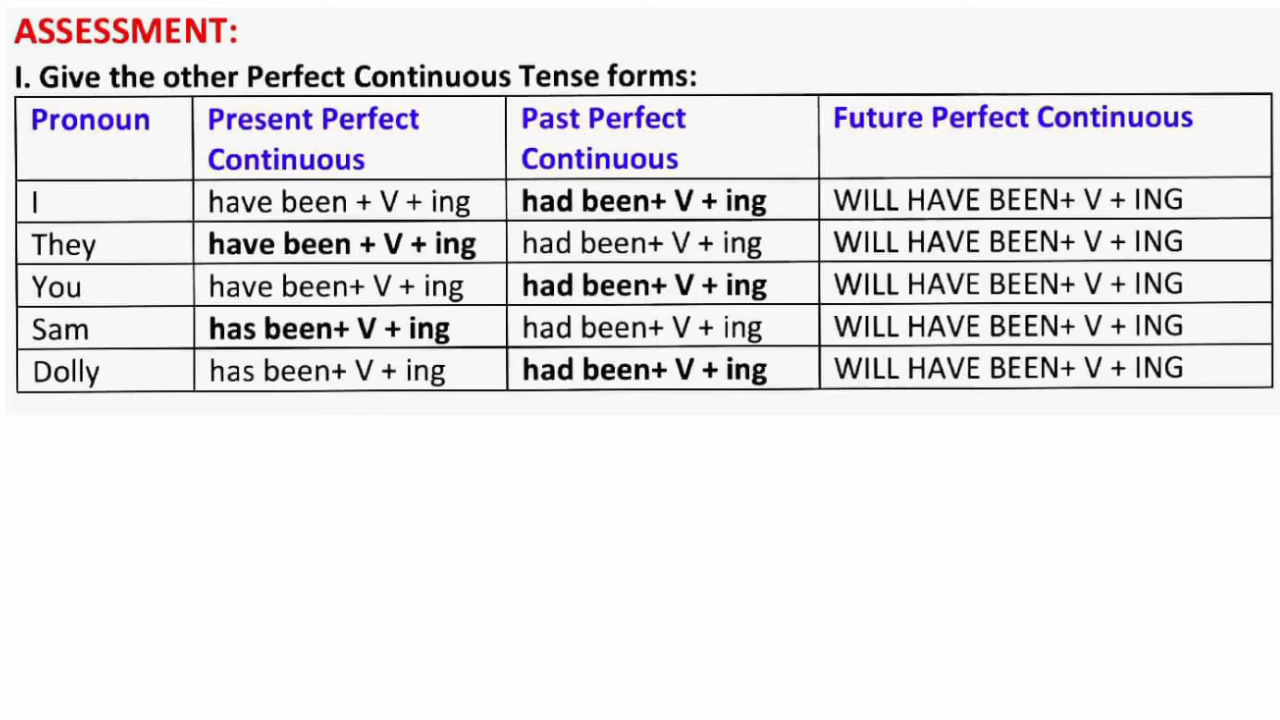 ASSESSMENT:
I. Give the other Perfect Continuous Tense forms:
Pronoun Present Perfect Continuous Past Perfect Continuous Future Perfect Continuous
I have been + V + ing had been+ V + ing WILL HAVE BEEN+ V + ING
They have been + V + ing had been+ V + ing WILL HAVE BEEN+ V + ING
You have been+ V + ing had been+ V + ing WILL HAVE BEEN+ V + ING
Sam has been+ V + ing had been+ V + ing WILL HAVE BEEN+ V + ING
Dolly has been+ V + ing had been+ V + ing WILL HAVE BEEN+ V + ING